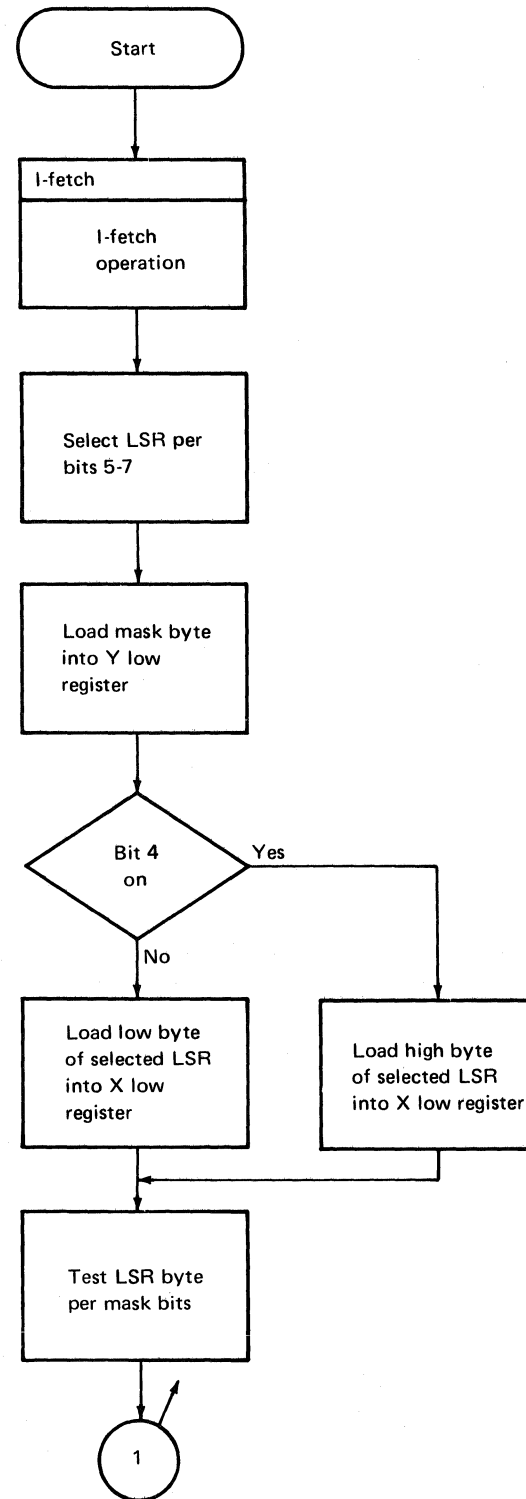 Start
I-fetch
I-fetch
operation
Select LSR per
bits 5-7
Load mask byte
into Y low
register
Bit 4
on
Yes
No
Load low byte
of selected LSR
into X low
register
Load high byte
of selected LSR
into X low register
Test LSR byte
per mask bits
1